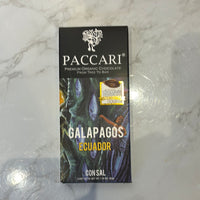 PACCARI®
PREMIUM ORGANIC CHOCOLATE
FROM TREE TO BAR
GALAPAGOS
ECUADOR
CON SAL